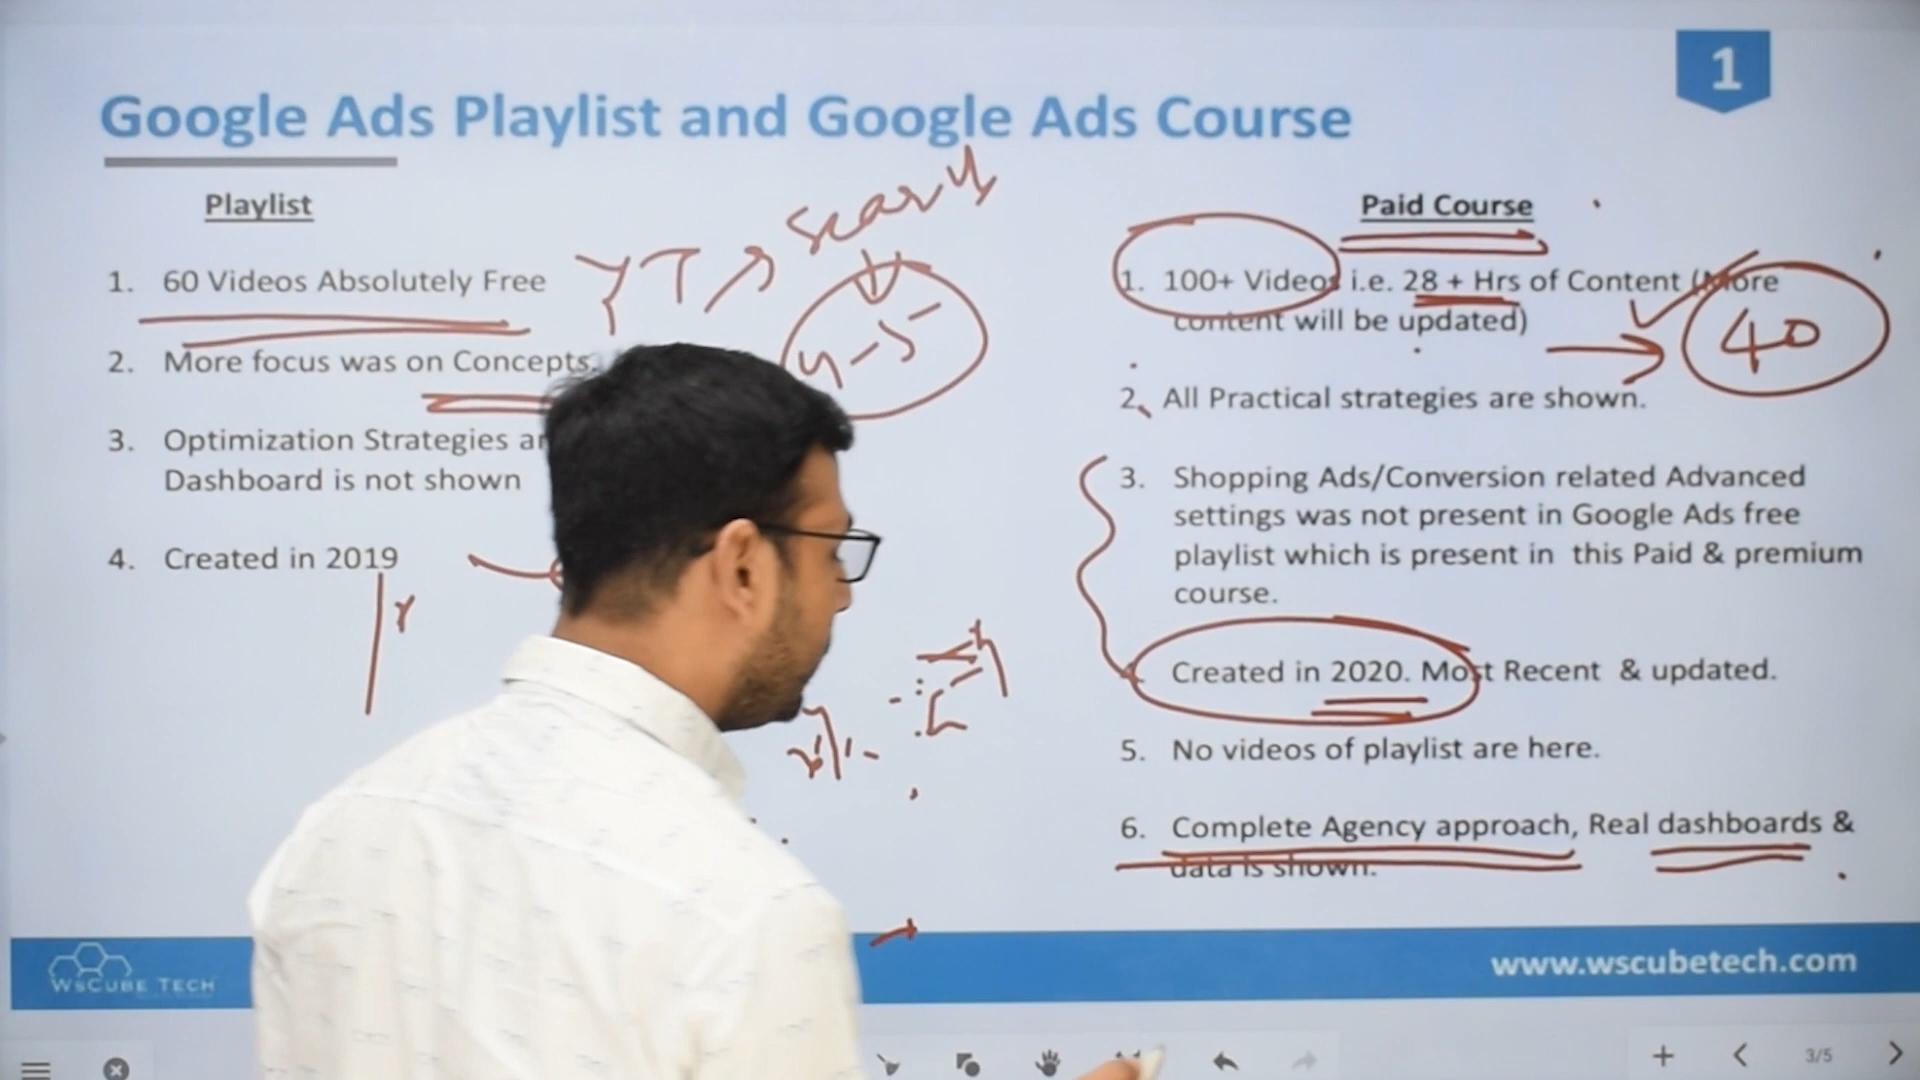 1
Google Ads Playlist and Google Ads Course
Playlist
1. 60 Videos Absolutely Free
2. More focus was on Concepts.
3. Optimization Strategies
Dashboard is not shown
4. Created in 2019
YT
4-5
Paid Course
1. 100+ Videos i.e. 28 + Hrs of Content (More
content will be updated)
40
2. All Practical strategies are shown.
3. Shopping Ads/Conversion related Advanced
settings was not present in Google Ads free
playlist which is present in this Paid & premium
course.
Created in 2020. Most Recent & updated.
5. No videos of playlist are here.
6. Complete Agency approach, Real dashboards &
data is shown.
WSCUBE TECH
www.wscubetech.com
3/5